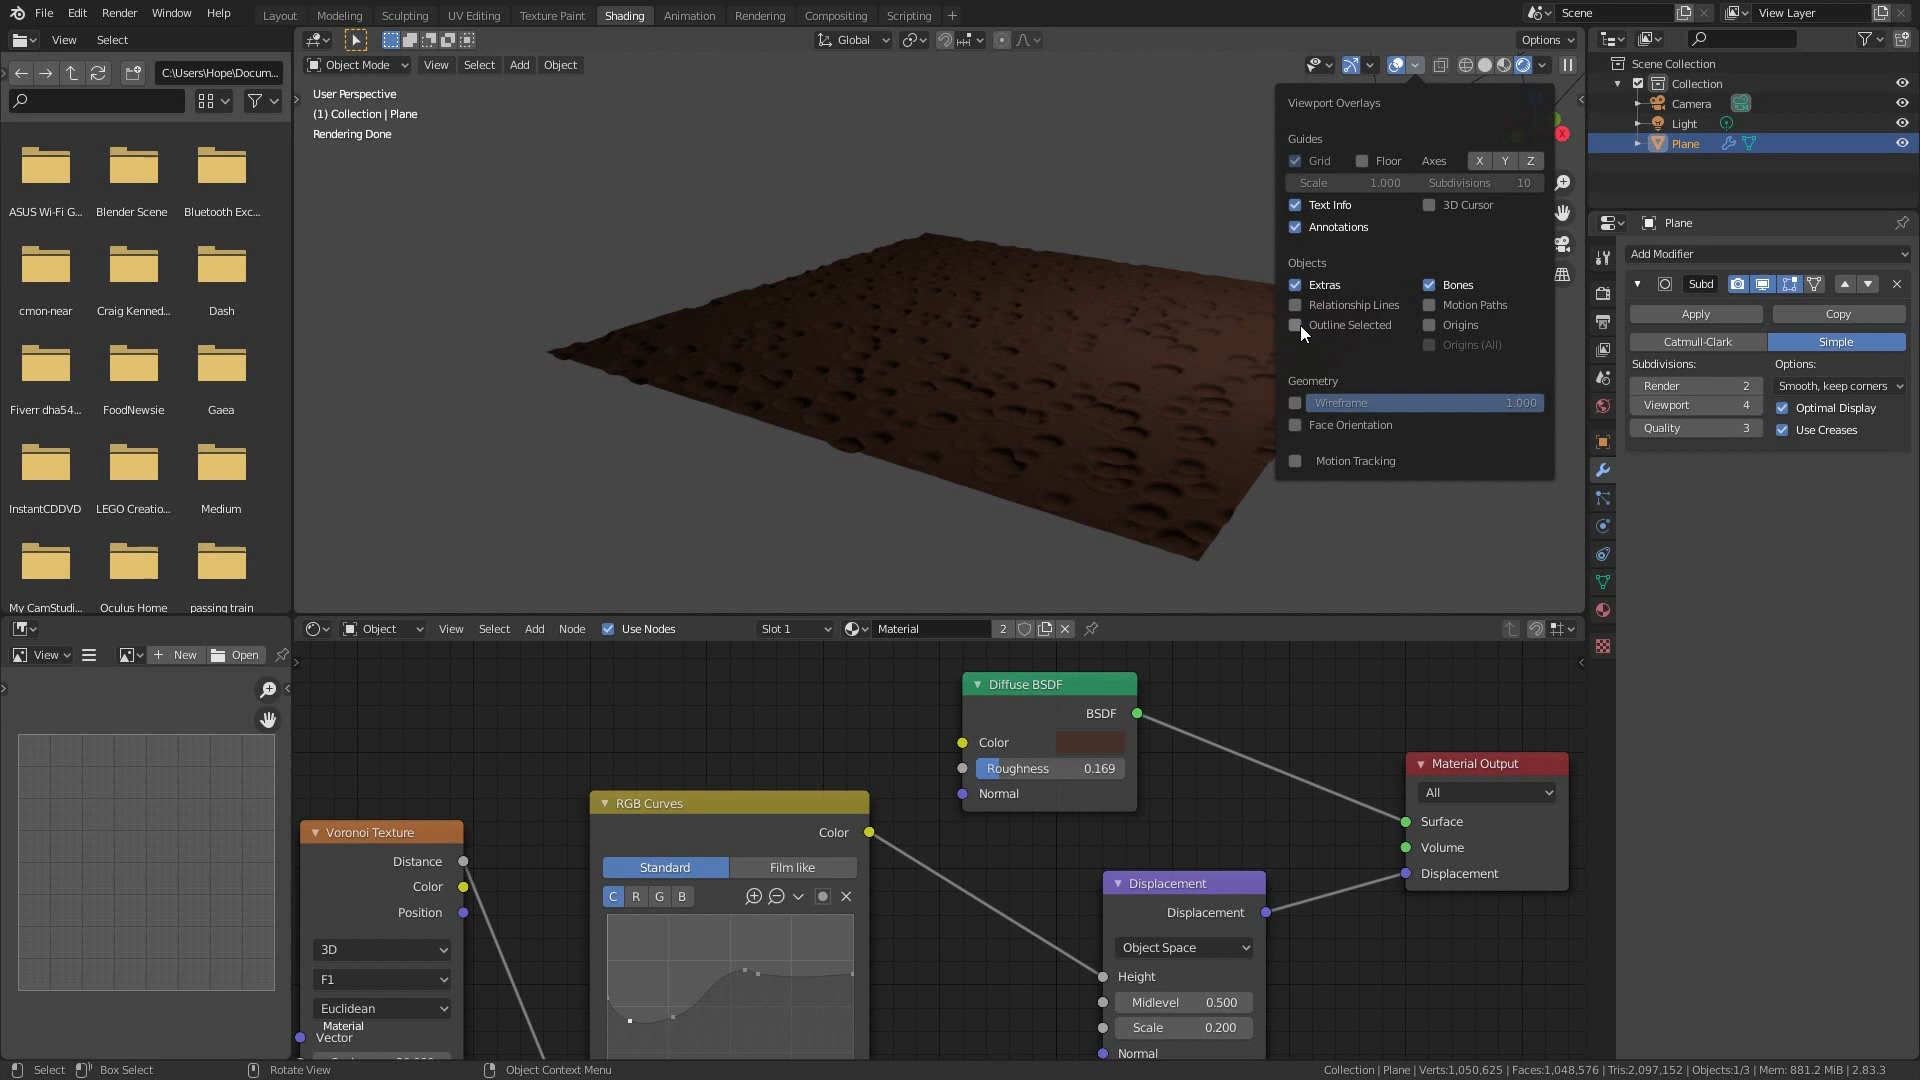 File Edit Render Window Help
Layout Modeling Sculpting UV Editing Texture Paint Shading Animation Rendering Compositing Scripting +
Scene
View Layer
View Select
Global
Options
C:\Users\Hope\Docum...
Object Mode View Select Add Object
User Perspective
(1) Collection | Plane
Rendering Done
ASUS Wi-Fi G... Blender Scene Bluetooth Exc...
cmon-near Craig Kenned... Dash
Fiverr dha54... FoodNewsie Gaea
InstantCDDVD LEGO Creatio... Medium
My CamStudi... Oculus Home passing train
Viewport Overlays
Guides
Grid Floor Axes X Y Z
Scale 1.000 Subdivisions 10
Text Info 3D Cursor
Annotations
Objects
Extras Bones
Relationship Lines Motion Paths
Outline Selected Origins
Origins (All)
Geometry
Wireframe 1.000
Face Orientation
Motion Tracking
X
Scene Collection
Collection
Camera
Light
Plane
Plane
Add Modifier
Subd
Apply Copy
Catmull-Clark Simple
Subdivisions: Options:
Render 2 Smooth, keep corners
Viewport 4 Optimal Display
Quality 3 Use Creases
View New Open
Object View Select Add Node Use Nodes Slot 1 Material 2
Diffuse BSDF
BSDF
Color
Roughness 0.169
Normal
Material Output
All
Surface
Volume
Displacement
RGB Curves
Color
Standard Film like
C R G B
Voronoi Texture
Distance
Color
Position
3D
F1
Euclidean
Material
Vector
Displacement
Displacement
Object Space
Height
Midlevel 0.500
Scale 0.200
Normal
Select Box Select Rotate View Object Context Menu
Collection | Plane | Verts:1,050,625 | Faces:1,048,576 | Tris:2,097,152 | Objects:1/3 | Mem: 881.2 MiB | 2.83.3